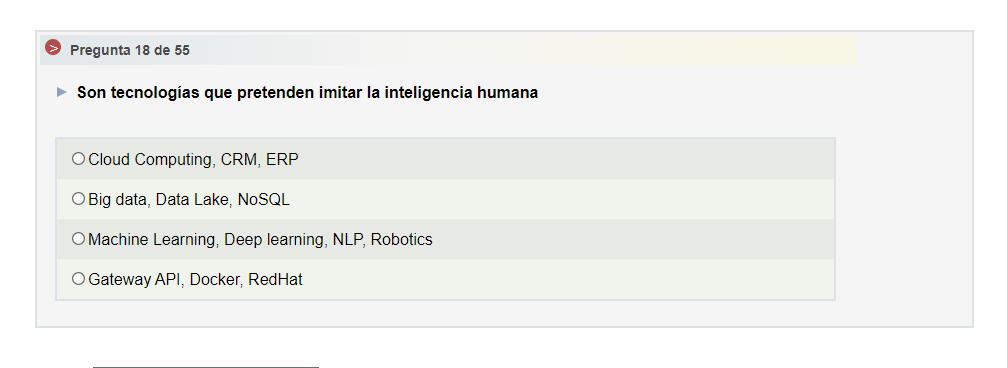 Pregunta 18 de 55
Son tecnologías que pretenden imitar la inteligencia humana
Cloud Computing, CRM, ERP
Big data, Data Lake, NoSQL
Machine Learning, Deep learning, NLP, Robotics
Gateway API, Docker, RedHat